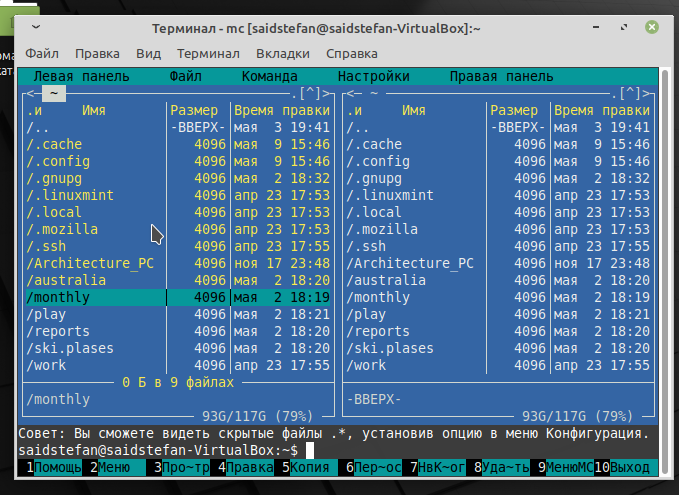 Терминал - mc [saidstefan@saidstefan-VirtualBox]:~
Файл Правка Вид Терминал Вкладки Справка
Левая панель Файл Команда Настройки Правая панель
<─ ~ ─.[^]> <─ ~ ─.[^]>
.и Имя Размер Время правки .и Имя Размер Время правки
/.. -ВВЕРХ- мая 3 19:41 /.. -ВВЕРХ- мая 3 19:41
/.cache 4096 мая 9 15:46 /.cache 4096 мая 9 15:46
/.config 4096 мая 9 15:46 /.config 4096 мая 9 15:46
/.gnupg 4096 мая 2 18:32 /.gnupg 4096 мая 2 18:32
/.linuxmint 4096 апр 23 17:53 /.linuxmint 4096 апр 23 17:53
/.local 4096 апр 23 17:53 /.local 4096 апр 23 17:53
/.mozilla 4096 апр 23 17:53 /.mozilla 4096 апр 23 17:53
/.ssh 4096 апр 23 17:55 /.ssh 4096 апр 23 17:55
/Architecture_PC 4096 ноя 17 23:48 /Architecture_PC 4096 ноя 17 23:48
/australia 4096 мая 2 18:20 /australia 4096 мая 2 18:20
/monthly 4096 мая 2 18:19 /monthly 4096 мая 2 18:19
/play 4096 мая 2 18:21 /play 4096 мая 2 18:21
/reports 4096 мая 2 18:20 /reports 4096 мая 2 18:20
/ski.plases 4096 мая 2 18:20 /ski.plases 4096 мая 2 18:20
/work 4096 апр 23 17:55 /work 4096 апр 23 17:55
0 Б в 9 файлах
/monthly -ВВЕРХ-
93G/117G (79%) 93G/117G (79%)
Совет: Вы сможете видеть скрытые файлы .*, установив опцию в меню Конфигурация.
saidstefan@saidstefan-VirtualBox:~$
1Помощь 2Меню 3Про~тр 4Правка 5Копия 6Пер~ос 7НвК~ог 8Уда~ть 9МенюМС 10Выход